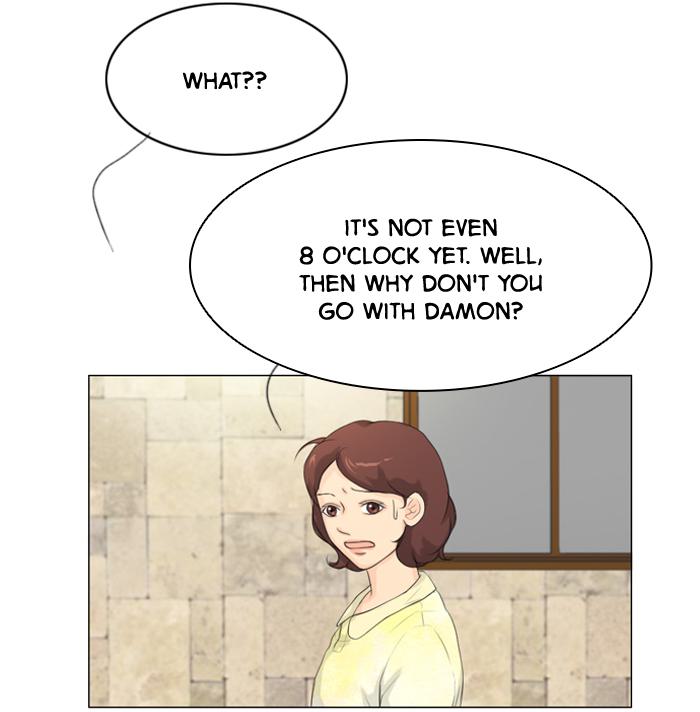 WHAT??
IT'S NOT EVEN
8 O'CLOCK YET. WELL,
THEN WHY DON'T YOU
GO WITH DAMON?